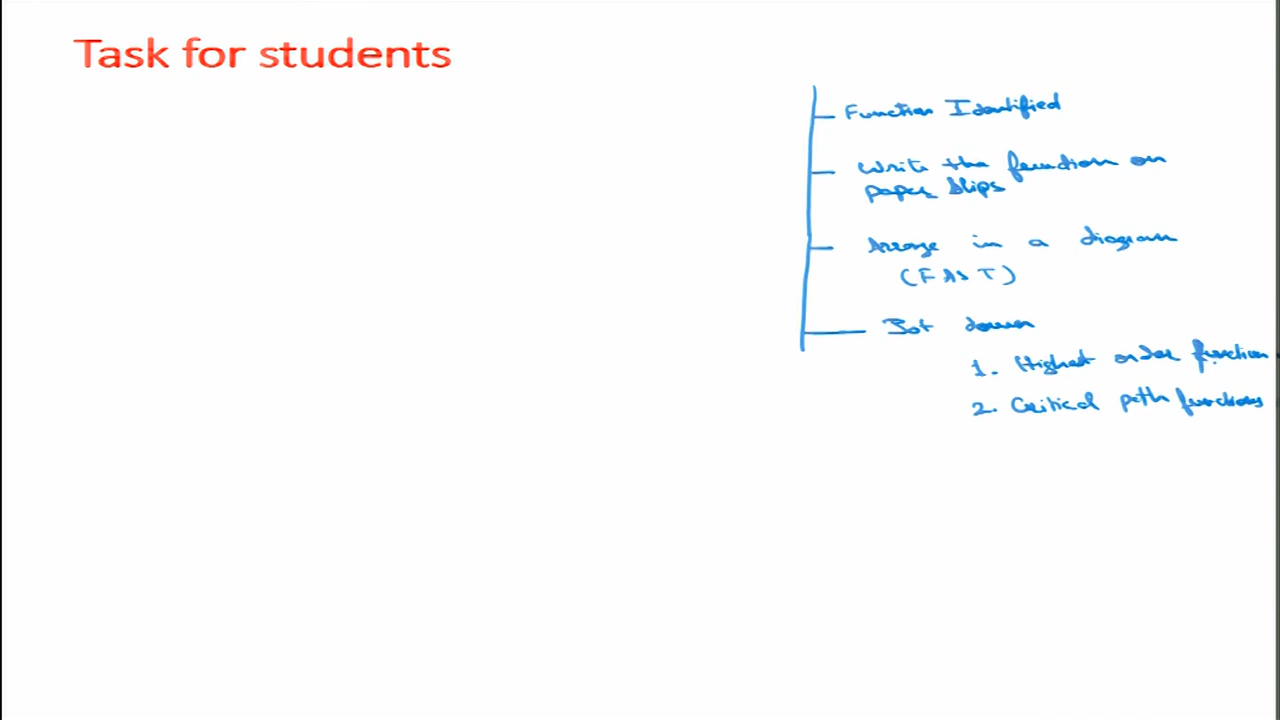 Task for students
Function Identified
Write the function on
paper slips
Arrange in a diagram
(FAST)
Jot down
1. Highest order function
2. Critical path functions